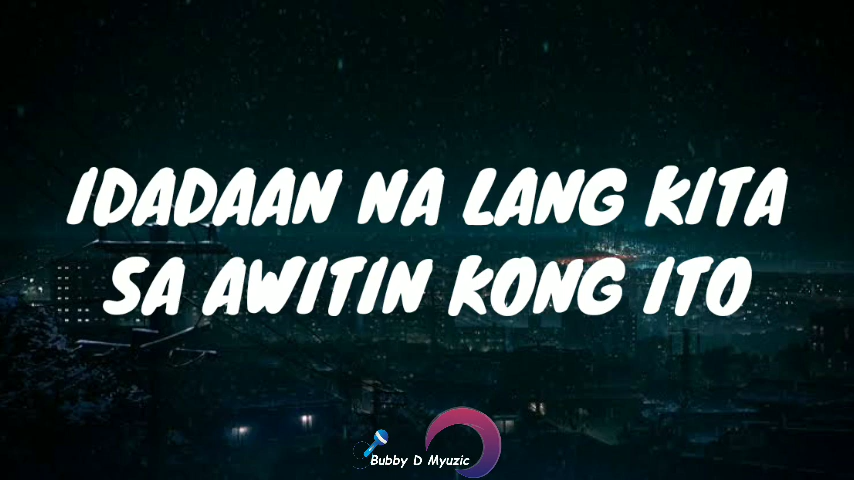 IDADAAN NA LANG KITA
SA AWITIN KONG ITO
Bubby D Myuzic